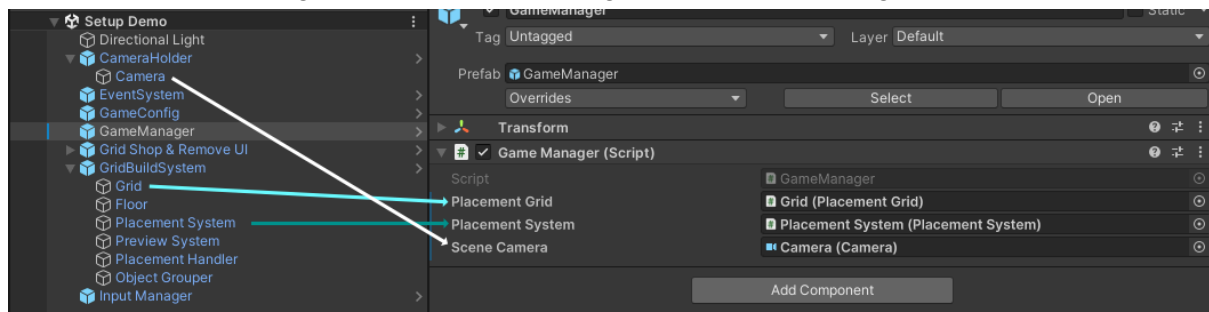 Setup Demo
Directional Light
CameraHolder
Camera
EventSystem
GameConfig
GameManager
Grid Shop & Remove UI
GridBuildSystem
Grid
Floor
Placement System
Preview System
Placement Handler
Object Grouper
Input Manager
GameManager
Static
Tag Untagged Layer Default
Prefab GameManager
Overrides Select Open
Transform
# Game Manager (Script)
Script GameManager
Placement Grid Grid (Placement Grid)
Placement System Placement System (Placement System)
Scene Camera Camera (Camera)
Add Component